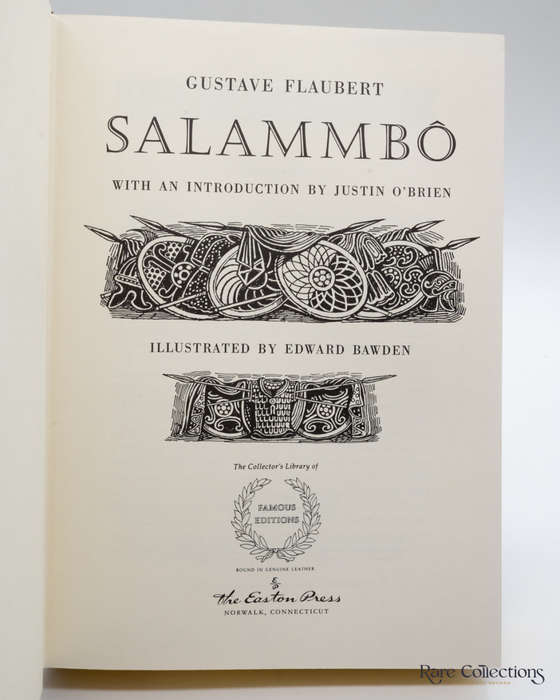 GUSTAVE FLAUBERT
SALAMMBÔ
WITH AN INTRODUCTION BY JUSTIN O'BRIEN
ILLUSTRATED BY EDWARD BAWDEN
The Collector's Library of
FAMOUS
EDITIONS
BOUND IN GENUINE LEATHER
The Easton Press
NORWALK, CONNECTICUT
Rare Collections